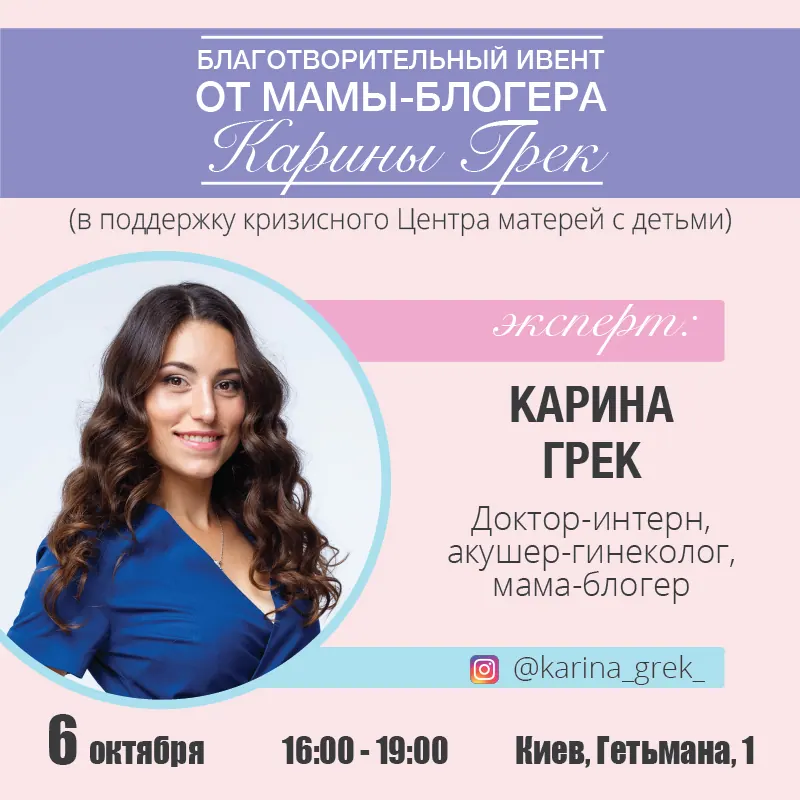 БЛАГОТВОРИТЕЛЬНЫЙ ИВЕНТ
ОТ МАМЫ-БЛОГЕРА
Карины Грек
(в поддержку кризисного Центра матерей с детьми)
эксперт:
КАРИНА
ГРЕК
Доктор-интерн,
акушер-гинеколог,
мама-блогер
@karina_grek_
6 октября 16:00 - 19:00 Киев, Гетьмана, 1